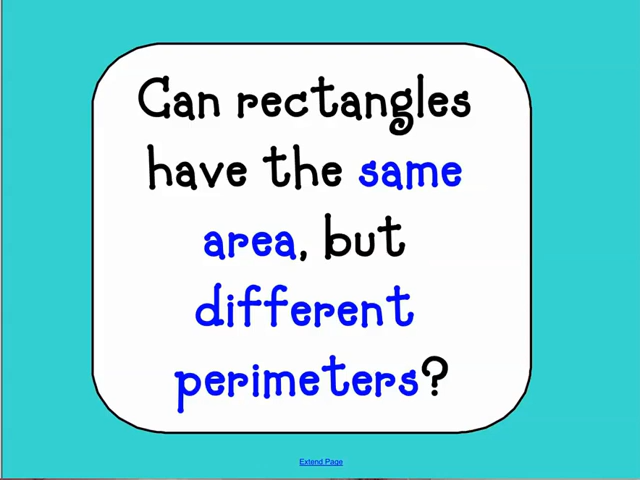 Can rectangles
have the same
area, but
different
perimeters?
Extend Page